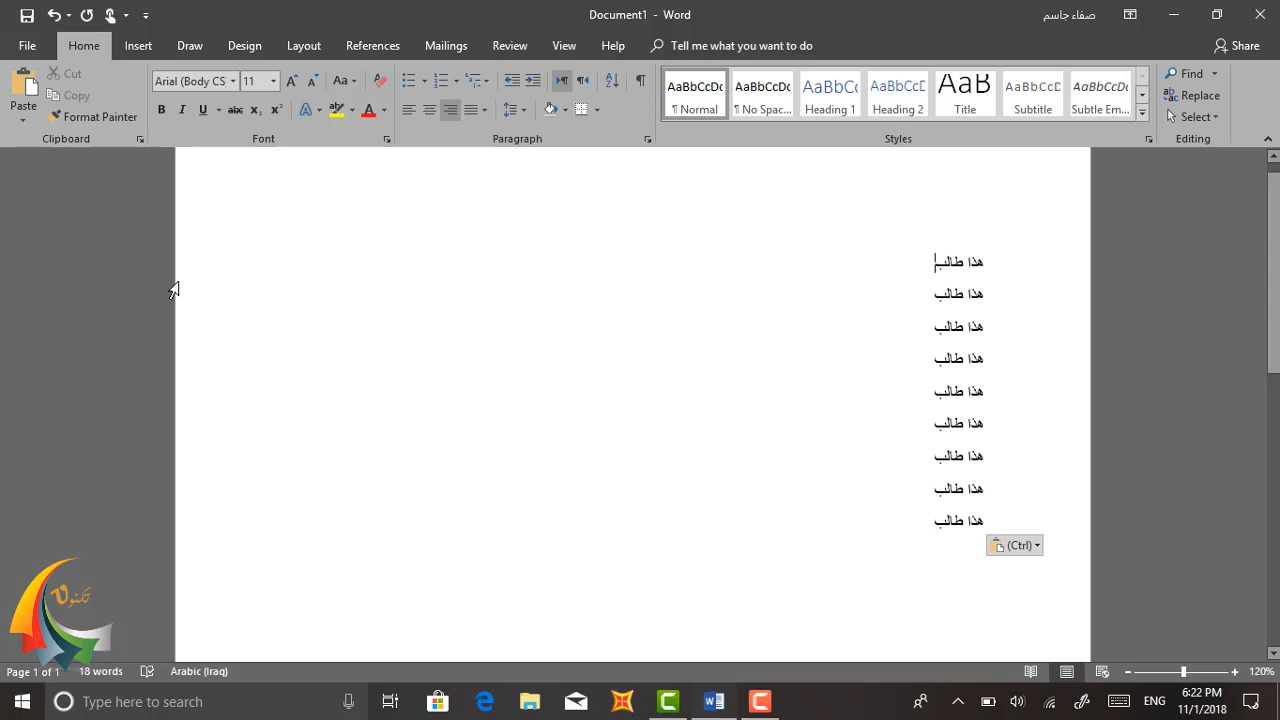 Document1 - Word
صفاء جاسم
File Home Insert Draw Design Layout References Mailings Review View Help Tell me what you want to do Share
Paste
Cut
Copy
Format Painter
Clipboard
Arial (Body CS 11
Font
Paragraph
AaBbCcDc AaBbCcDc AaBbCc AaBbCcE AaB AaBbCcD AaBbCcDc
¶ Normal ¶ No Spac... Heading 1 Heading 2 Title Subtitle Subtle Em...
Styles
Find
Replace
Select
Editing
هذا طالب
هذا طالب
هذا طالب
هذا طالب
هذا طالب
هذا طالب
هذا طالب
هذا طالب
هذا طالب
(Ctrl)
تكنو
Page 1 of 1 18 words Arabic (Iraq) 120%
Type here to search
ENG
6:22 PM
11/1/2018